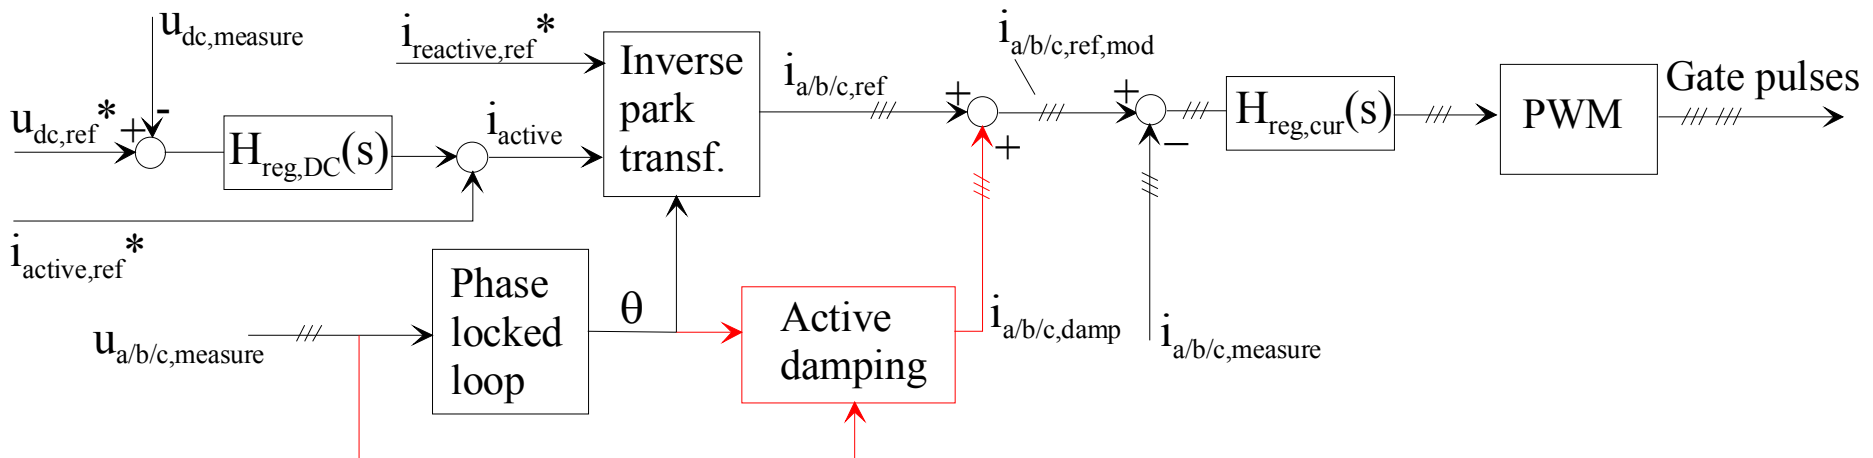 u_dc,measure
u_dc,ref*
+
-
H_reg,DC(s)
i_active,ref*
i_active
i_reactive,ref*
Inverse
park
transf.
i_a/b/c,ref
+
+
i_a/b/c,ref,mod
+
−
H_reg,cur(s)
PWM
Gate pulses
u_a/b/c,measure
Phase
locked
loop
θ
Active
damping
i_a/b/c,damp
i_a/b/c,measure